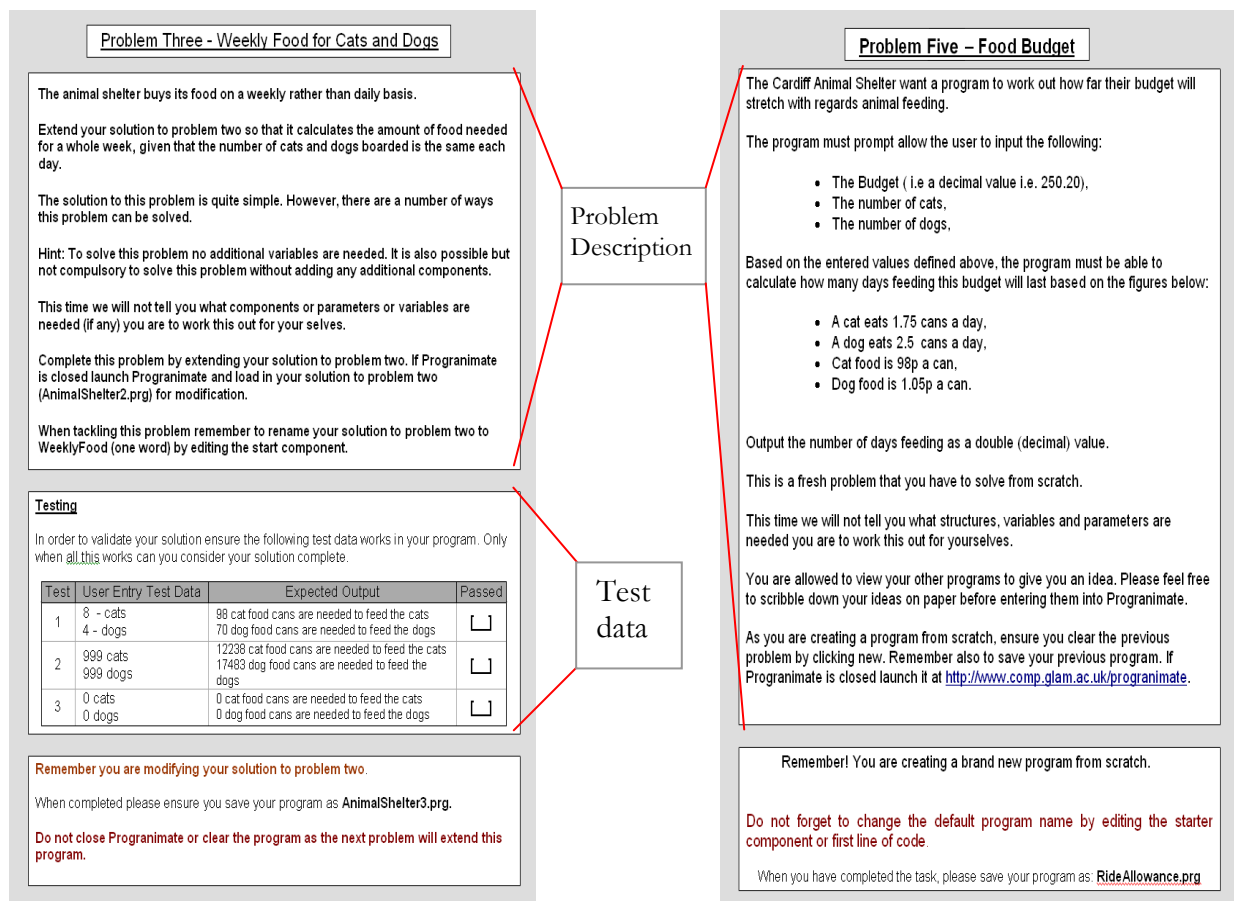 Problem Three - Weekly Food for Cats and Dogs
The animal shelter buys its food on a weekly rather than daily basis.
Extend your solution to problem two so that it calculates the amount of food needed
for a whole week, given that the number of cats and dogs boarded is the same each
day.
The solution to this problem is quite simple. However, there are a number of ways
this problem can be solved.
Hint: To solve this problem no additional variables are needed. It is also possible but
not compulsory to solve this problem without adding any additional components.
This time we will not tell you what components or parameters or variables are
needed (if any) you are to work this out for your selves.
Complete this problem by extending your solution to problem two. If Progranimate
is closed launch Progranimate and load in your solution to problem two
(AnimalShelter2.prg) for modification.
When tackling this problem remember to rename your solution to problem two to
WeeklyFood (one word) by editing the start component.
Testing
In order to validate your solution ensure the following test data works in your program. Only
when all this works can you consider your solution complete.
Test User Entry Test Data Expected Output Passed
1
8 - cats
4 - dogs
98 cat food cans are needed to feed the cats
70 dog food cans are needed to feed the dogs
[ ]
2
999 cats
999 dogs
12238 cat food cans are needed to feed the cats
17483 dog food cans are needed to feed the
dogs
[ ]
3
0 cats
0 dogs
0 cat food cans are needed to feed the cats
0 dog food cans are needed to feed the dogs
[ ]
Remember you are modifying your solution to problem two.
When completed please ensure you save your program as AnimalShelter3.prg.
Do not close Progranimate or clear the program as the next problem will extend this
program.
Problem
Description
Test
data
Problem Five – Food Budget
The Cardiff Animal Shelter want a program to work out how far their budget will
stretch with regards animal feeding.
The program must prompt allow the user to input the following:
• The Budget ( i.e a decimal value i.e. 250.20),
• The number of cats,
• The number of dogs,
Based on the entered values defined above, the program must be able to
calculate how many days feeding this budget will last based on the figures below:
• A cat eats 1.75 cans a day,
• A dog eats 2.5 cans a day,
• Cat food is 98p a can,
• Dog food is 1.05p a can.
Output the number of days feeding as a double (decimal) value.
This is a fresh problem that you have to solve from scratch.
This time we will not tell you what structures, variables and parameters are
needed you are to work this out for yourselves.
You are allowed to view your other programs to give you an idea. Please feel free
to scribble down your ideas on paper before entering them into Progranimate.
As you are creating a program from scratch, ensure you clear the previous
problem by clicking new. Remember also to save your previous program. If
Progranimate is closed launch it at http://www.comp.glam.ac.uk/progranimate.
Remember! You are creating a brand new program from scratch.
Do not forget to change the default program name by editing the starter
component or first line of code.
When you have completed the task, please save your program as: RideAllowance.prg